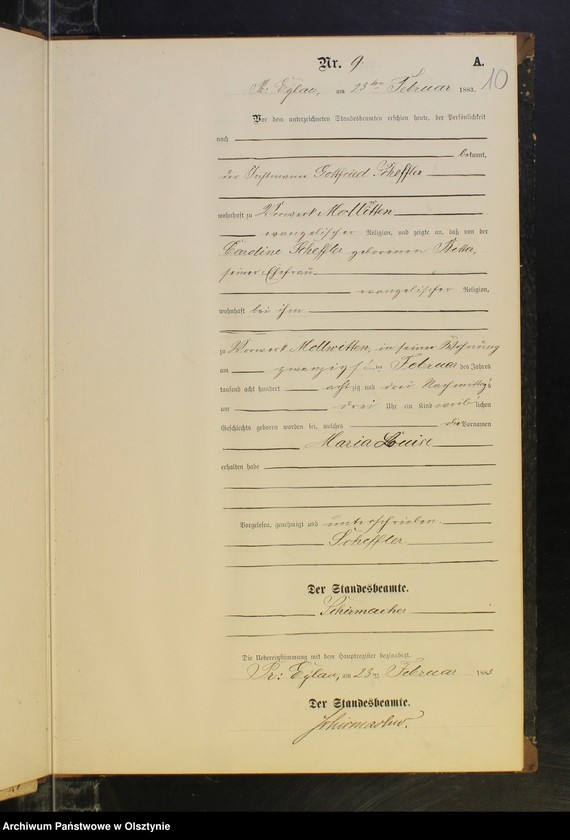 Nr. 9. A.
10
Pr: Eylau, am 23ten Februar 1883.
Vor dem unterzeichneten Standesbeamten erschien heute, der Persönlichkeit
nach
bekannt,
der Instmann Gottfried Scheffler
wohnhaft zu Vorwerk Mollwitten
evangelischer Religion, und zeigte an, daß von der
Caroline Scheffler geborenen
seiner Ehefrau
evangelischer Religion,
wohnhaft bei ihm
zu Vorwerk Mollwitten, in seiner Wohnung
am zwanzigsten Februar des Jahres
tausend acht hundert achtzig und drei Nachmittags
um drei Uhr ein Kind weiblichen
Geschlechts geboren worden sei, welches die Vornamen
Maria Louise
erhalten habe
Vorgelesen, genehmigt und unterschrieben.
Scheffler
Der Standesbeamte.
Schirmacher
Die Uebereinstimmung mit dem Hauptregister beglaubigt.
Pr: Eylau, am 23ten Februar 1883
Der Standesbeamte.
Schirmacher.
Archiwum Państwowe w Olsztynie